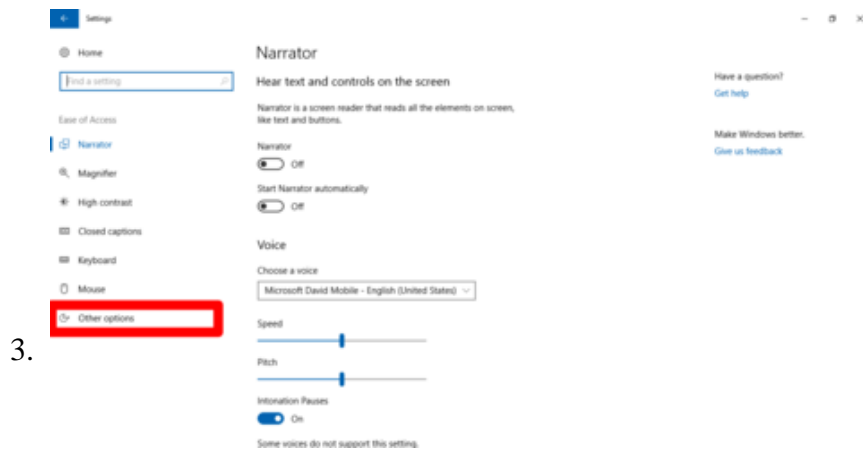 Settings
Home
Find a setting
Ease of Access
Narrator
Magnifier
High contrast
Closed captions
Keyboard
Mouse
Other options
3.
Narrator
Hear text and controls on the screen
Narrator is a screen reader that reads all the elements on screen,
like text and buttons.
Narrator
Off
Start Narrator automatically
Off
Voice
Choose a voice
Microsoft David Mobile - English (United States)
Speed
Pitch
Intonation Pauses
On
Some voices do not support this setting.
Have a question?
Get help
Make Windows better.
Give us feedback